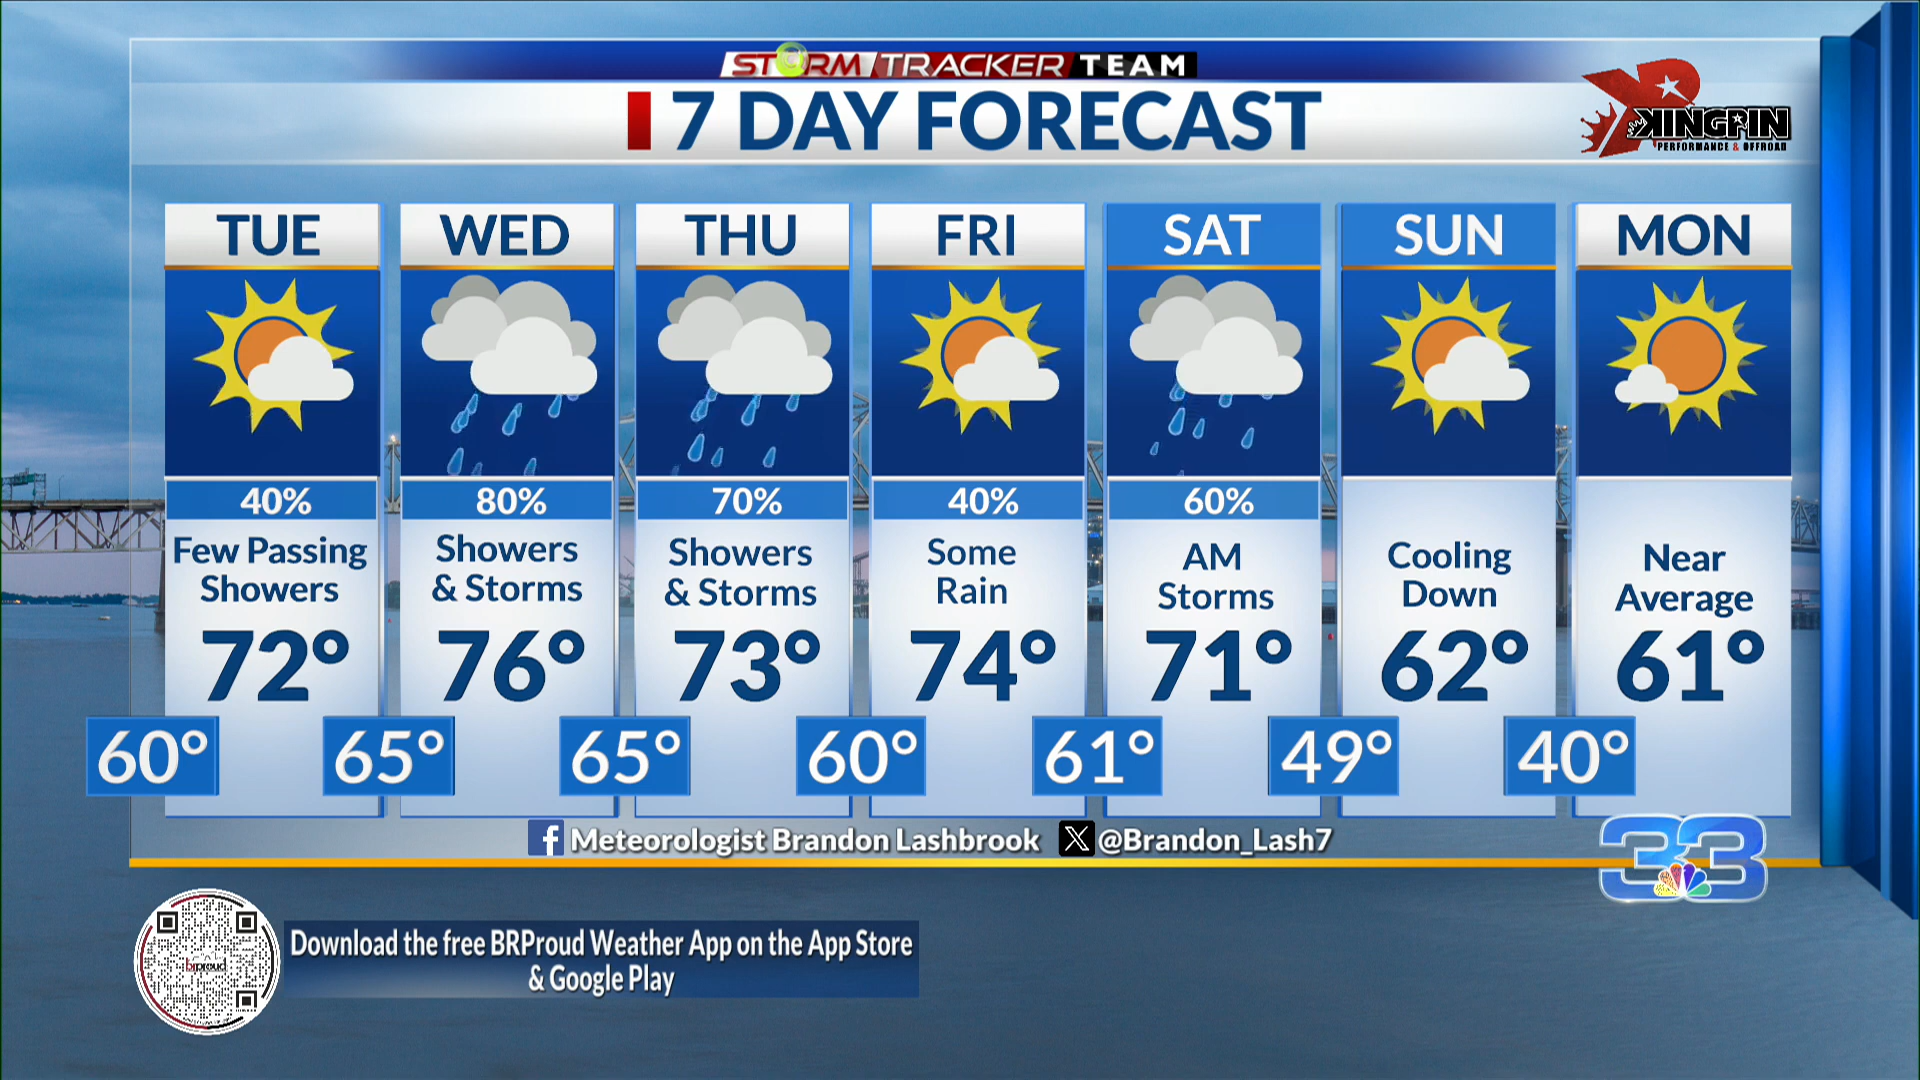 STORM TRACKER TEAM
7 DAY FORECAST
KINGPIN
PERFORMANCE & OFFROAD
TUE WED THU FRI SAT SUN MON
40% 80% 70% 40% 60%
Few Passing
Showers
Showers
& Storms
Showers
& Storms
Some
Rain
AM
Storms
Cooling
Down
Near
Average
72° 76° 73° 74° 71° 62° 61°
60° 65° 65° 60° 61° 49° 40°
Meteorologist Brandon Lashbrook X @Brandon_Lash7
33
brproud
Download the free BRProud Weather App on the App Store
& Google Play